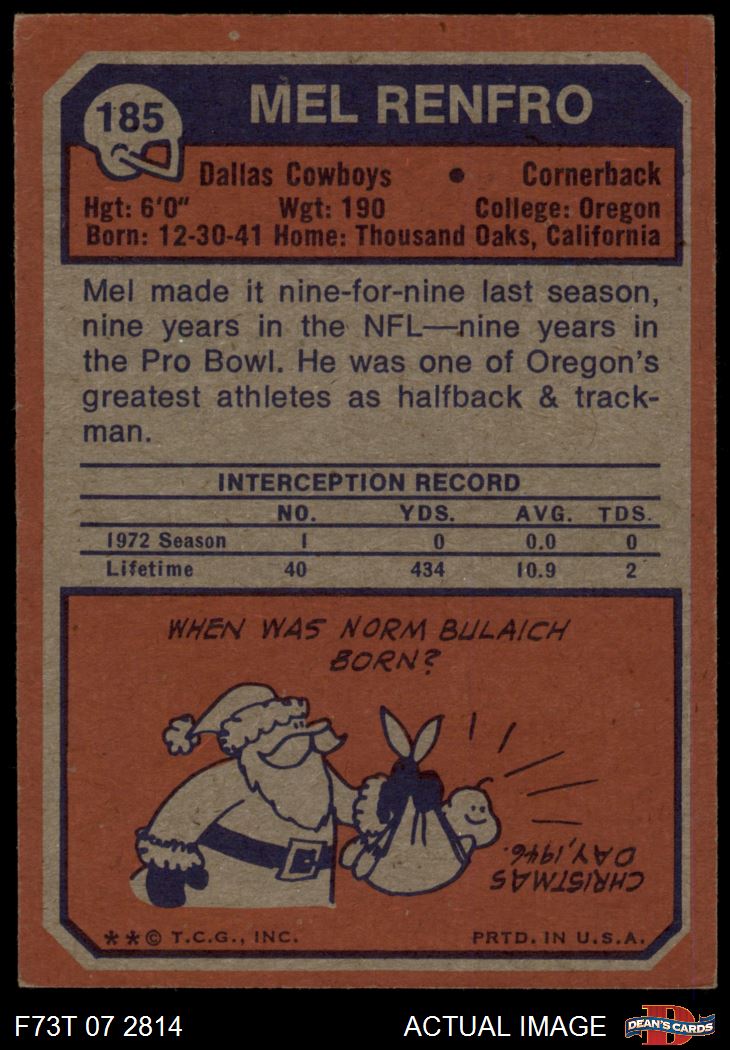 185
MEL RENFRO
Dallas Cowboys • Cornerback
Hgt: 6'0" Wgt: 190 College: Oregon
Born: 12-30-41 Home: Thousand Oaks, California
Mel made it nine-for-nine last season,
nine years in the NFL—nine years in
the Pro Bowl. He was one of Oregon's
greatest athletes as halfback & track-
man.
INTERCEPTION RECORD
NO. YDS. AVG. TDS.
1972 Season 1 0 0.0 0
Lifetime 40 434 10.9 2
WHEN WAS NORM BULAICH
BORN?
CHRISTMAS
DAY, 1946.
**© T.C.G., INC. PRTD. IN U.S.A.
F73T 07 2814 ACTUAL IMAGE
D
DEAN'S CARDS